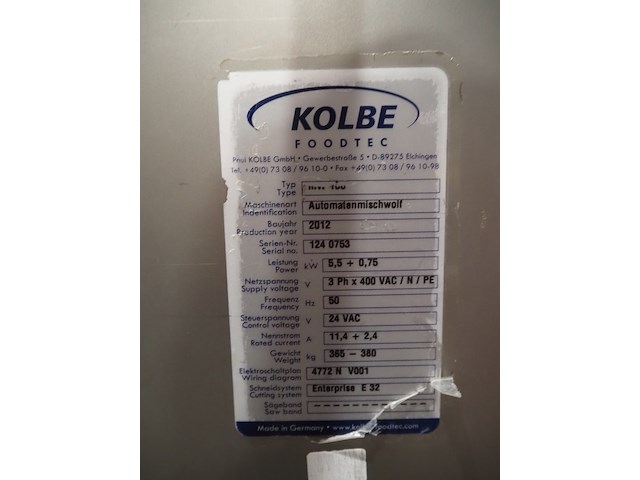 KOLBE
FOODTEC
Paul KOLBE GmbH • Gewerbestraße 5 • D-89275 Elchingen
Tel. +49(0) 73 08 / 96 10-0 • Fax +49(0) 73 08 / 96 10-98
Typ
Type
Maschinenart Automatenmischwolf
Indentification
Baujahr 2012
Production year
Serien-Nr. 124 0753
Serial no.
Leistung kW 5,5 + 0,75
Power
Netzspannung V 3 Ph x 400 VAC / N / PE
Supply voltage
Frequenz Hz 50
Frequency
Steuerspannung V 24 VAC
Control voltage
Nennstrom A 11,4 + 2,4
Rated current
Gewicht kg 365 - 380
Weight
Elektroschaltplan 4772 N V001
Wiring diagram
Schneidsystem Enterprise E 32
Cutting system
Sägeband ---------------
Saw band
Made in Germany • www.kolbe-foodtec.com